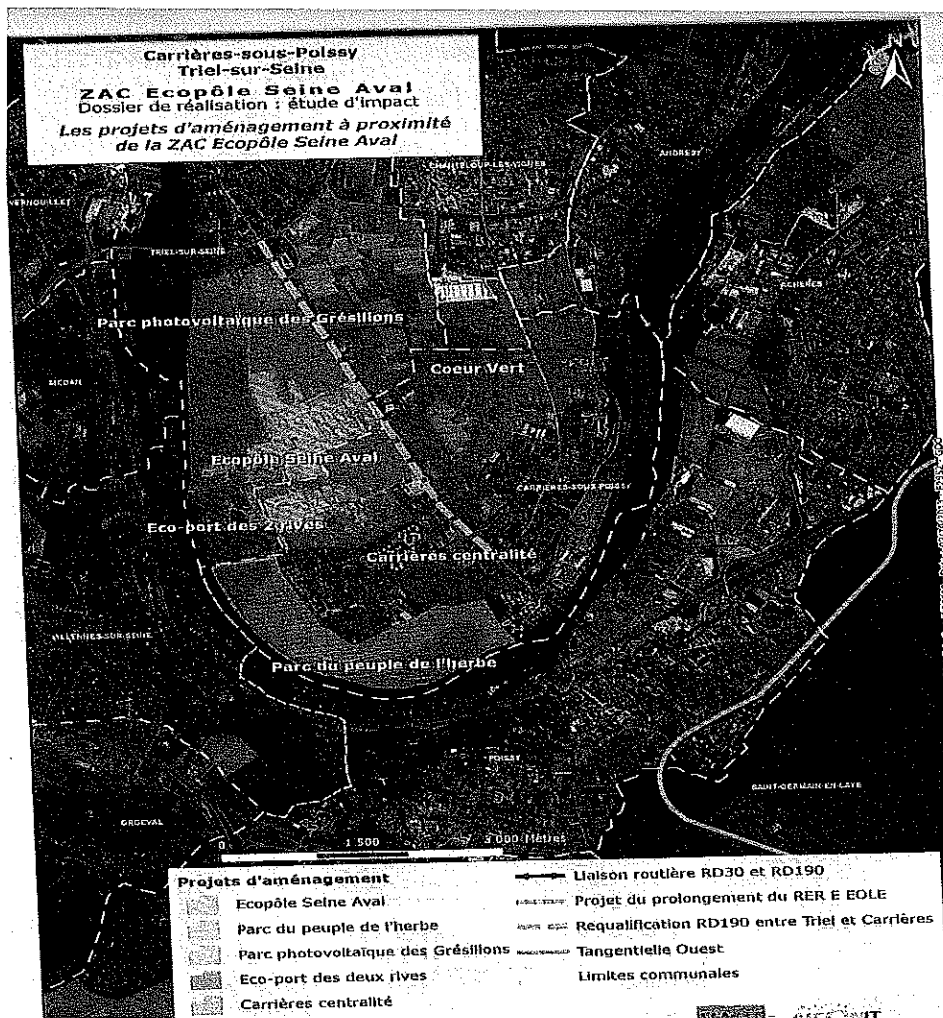 Carrières-sous-Poissy
Triel-sur-Seine
ZAC Ecopôle Seine Aval
Dossier de réalisation : étude d'impact
Les projets d'aménagement à proximité
de la ZAC Ecopôle Seine Aval
CHANTELOUP-LES-VIGNES
ANDRESY
VERNOUILLET
TRIEL-SUR-SEINE
ACHERES
Parc photovoltaïque des Grésillons
Coeur Vert
MEDAN
Ecopôle Seine Aval
CARRIERES-SOUS-POISSY
Eco-port des 2 rives
Carrières centralité
VILLENNES-SUR-SEINE
Parc du peuple de l'herbe
POISSY
SAINT-GERMAIN-EN-LAYE
ORGEVAL
0 1 500 3 000 Mètres
Projets d'aménagement
Ecopôle Seine Aval
Parc du peuple de l'herbe
Parc photovoltaïque des Grésillons
Eco-port des deux rives
Carrières centralité
Liaison routière RD30 et RD190
Projet du prolongement du RER E EOLE
Requalification RD190 entre Triel et Carrières
Tangentielle Ouest
Limites communales